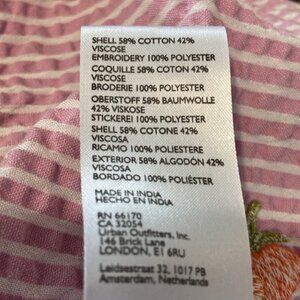 SHELL 58% COTTON 42%
VISCOSE
EMBROIDERY 100% POLYESTER
COQUILLE 58% COTON 42%
VISCOSE
BRODERIE 100% POLYESTER
OBERSTOFF 58% BAUMWOLLE
42% VISKOSE
STICKEREI 100% POLYESTER
SHELL 58% COTONE 42%
VISCOSA
RICAMO 100% POLIESTERE
EXTERIOR 58% ALGODÓN 42%
VISCOSA
BORDADO 100% POLIÉSTER
MADE IN INDIA
HECHO EN INDIA
RN 66170
CA 32054
Urban Outfitters, Inc.
146 Brick Lane
LONDON, E1 6RU
Leidsestraat 32, 1017 PB
Amsterdam, Netherlands